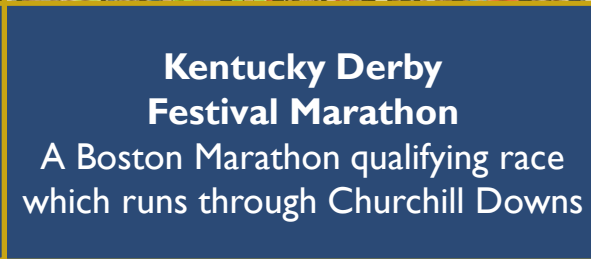 Kentucky Derby
Festival Marathon
A Boston Marathon qualifying race
which runs through Churchill Downs